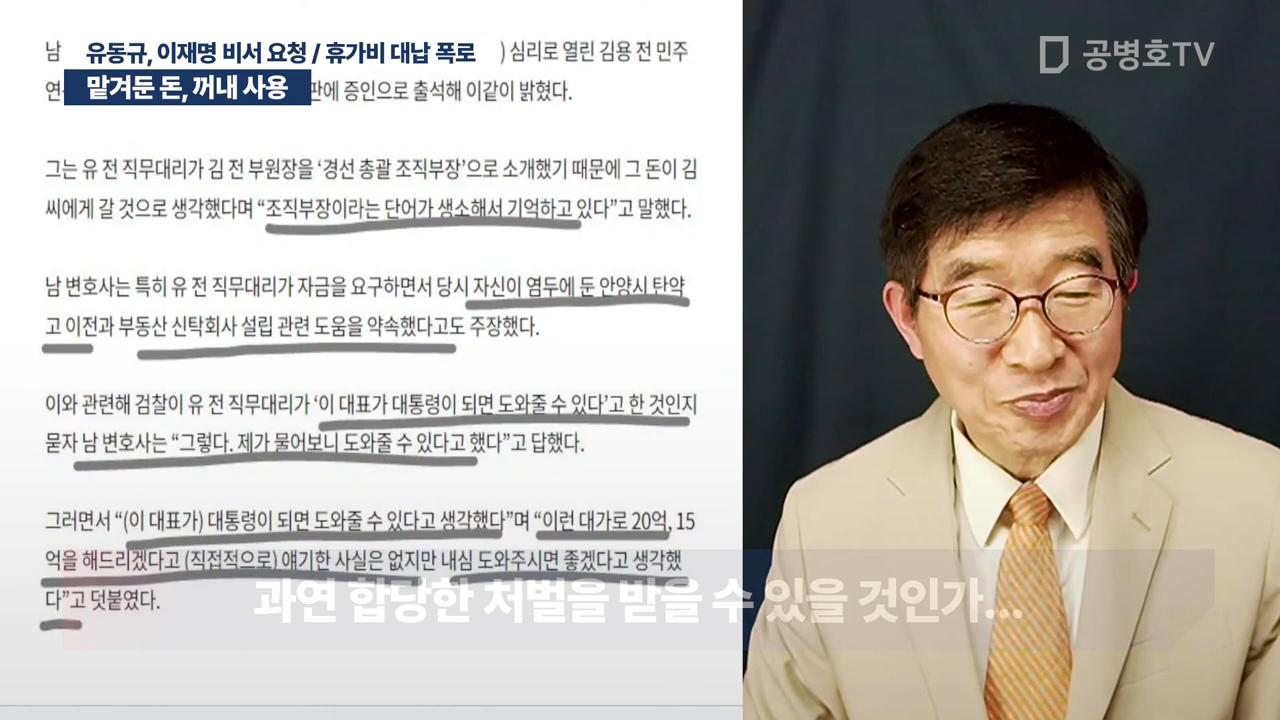 유동규, 이재명 비서 요청 / 휴가비 대납 폭로
맡겨둔 돈, 꺼내 사용
공병호TV
남 ) 심리로 열린 김용 전 민주
판에 증인으로 출석해 이같이 밝혔다.
그는 유 전 직무대리가 김 전 부원장을 ‘경선 총괄 조직부장’으로 소개했기 때문에 그 돈이 김
씨에게 갈 것으로 생각했다며 “조직부장이라는 단어가 생소해서 기억하고 있다”고 말했다.
남 변호사는 특히 유 전 직무대리가 자금을 요구하면서 당시 자신이 염두에 둔 안양시 탄약
고 이전과 부동산 신탁회사 설립 관련 도움을 약속했다고도 주장했다.
이와 관련해 검찰이 유 전 직무대리가 ‘이 대표가 대통령이 되면 도와줄 수 있다’고 한 것인지
묻자 남 변호사는 “그렇다. 제가 물어보니 도와줄 수 있다고 했다”고 답했다.
그러면서 “(이 대표가) 대통령이 되면 도와줄 수 있다고 생각했다”며 “이런 대가로 20억, 15
억을 해드리겠다고 (직접적으로) 얘기한 사실은 없지만 내심 도와주시면 좋겠다고 생각했
다”고 덧붙였다.
과연 합당한 처벌을 받을 수 있을 것인가...